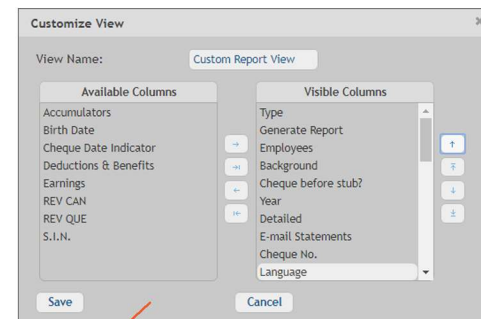 Customize View
View Name: Custom Report View
Available Columns
Accumulators
Birth Date
Cheque Date Indicator
Deductions & Benefits
Earnings
REV CAN
REV QUE
S.I.N.
Visible Columns
Type
Generate Report
Employees
Background
Cheque before stub?
Year
Detailed
E-mail Statements
Cheque No.
Language
Save Cancel